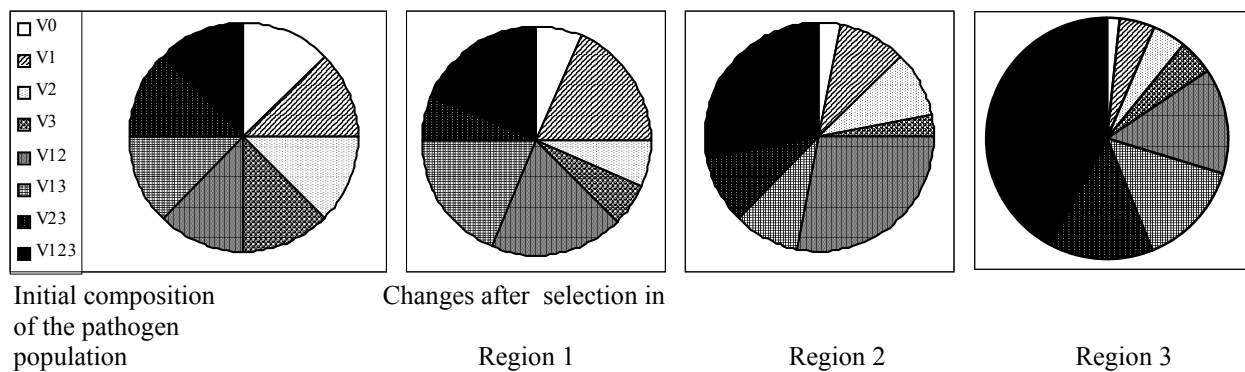 V0
V1
V2
V3
V12
V13
V23
V123
Initial composition
of the pathogen
population
Changes after selection in
Region 1
Region 2
Region 3